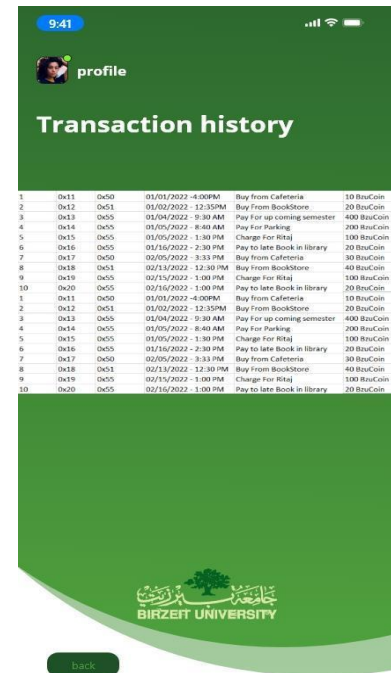 9:41
profile
Transaction history
1 0x11 0x50 01/01/2022 -4:00PM Buy from Cafeteria 10 BzuCoin
2 0x12 0x51 01/02/2022 - 12:35PM Buy From BookStore 20 BzuCoin
3 0x13 0x55 01/04/2022 - 9:30 AM Pay For up coming semester 400 BzuCoin
4 0x14 0x55 01/05/2022 - 8:40 AM Pay For Parking 200 BzuCoin
5 0x15 0x55 01/05/2022 - 1:30 PM Charge For Ritaj 100 BzuCoin
6 0x16 0x55 01/16/2022 - 2:30 PM Pay to late Book in library 20 BzuCoin
7 0x17 0x50 02/05/2022 - 3:33 PM Buy from Cafeteria 30 BzuCoin
8 0x18 0x51 02/13/2022 - 12:30 PM Buy From BookStore 40 BzuCoin
9 0x19 0x55 02/15/2022 - 1:00 PM Charge For Ritaj 100 BzuCoin
10 0x20 0x55 02/16/2022 - 1:00 PM Pay to late Book in library 20 BzuCoin
1 0x11 0x50 01/01/2022 -4:00PM Buy from Cafeteria 10 BzuCoin
2 0x12 0x51 01/02/2022 - 12:35PM Buy From BookStore 20 BzuCoin
3 0x13 0x55 01/04/2022 - 9:30 AM Pay For up coming semester 400 BzuCoin
4 0x14 0x55 01/05/2022 - 8:40 AM Pay For Parking 200 BzuCoin
5 0x15 0x55 01/05/2022 - 1:30 PM Charge For Ritaj 100 BzuCoin
6 0x16 0x55 01/16/2022 - 2:30 PM Pay to late Book in library 20 BzuCoin
7 0x17 0x50 02/05/2022 - 3:33 PM Buy from Cafeteria 30 BzuCoin
8 0x18 0x51 02/13/2022 - 12:30 PM Buy From BookStore 40 BzuCoin
9 0x19 0x55 02/15/2022 - 1:00 PM Charge For Ritaj 100 BzuCoin
10 0x20 0x55 02/16/2022 - 1:00 PM Pay to late Book in library 20 BzuCoin
جامعة بيرزيت
BIRZEIT UNIVERSITY
back